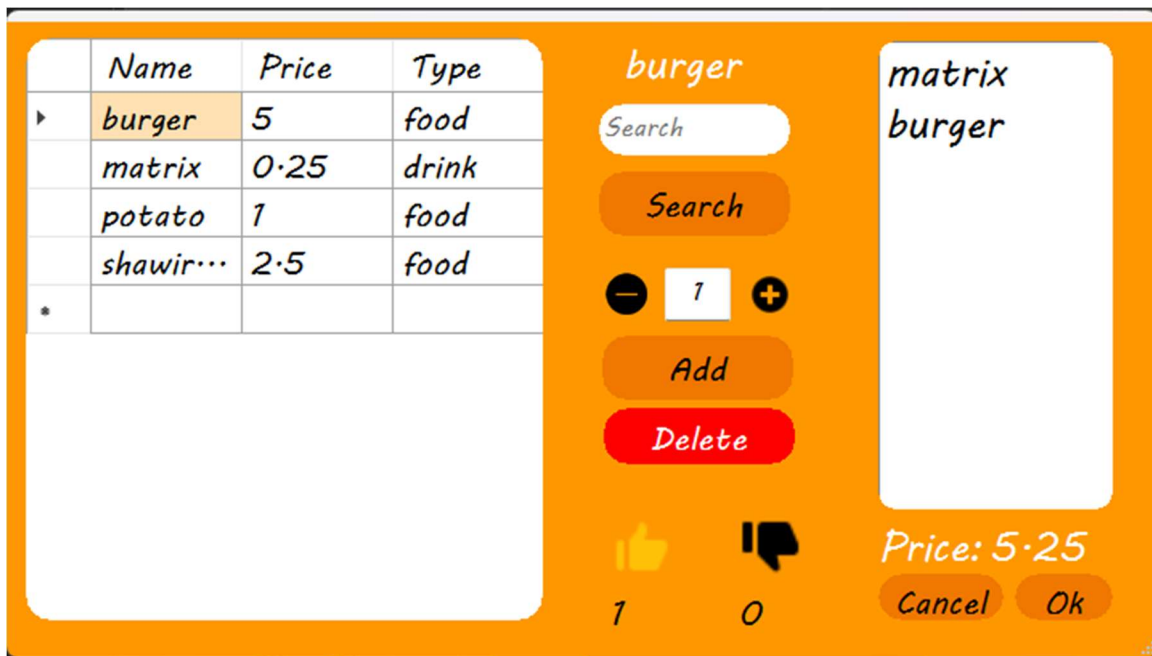 Name Price Type
burger 5 food
matrix 0.25 drink
potato 1 food
shawir... 2.5 food
*
burger
Search
Search
1
Add
Delete
1 0
matrix
burger
Price: 5.25
Cancel Ok